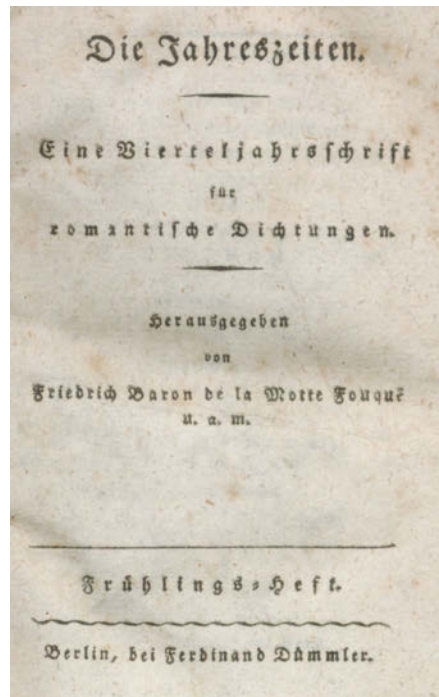 Die Jahreszeiten.
Eine Vierteljahrsschrift
für
romantische Dichtungen.
Herausgegeben
von
Friedrich Baron de la Motte Fouqué
u. a. m.
Frühlings-Heft.
Berlin, bei Ferdinand Dümmler.